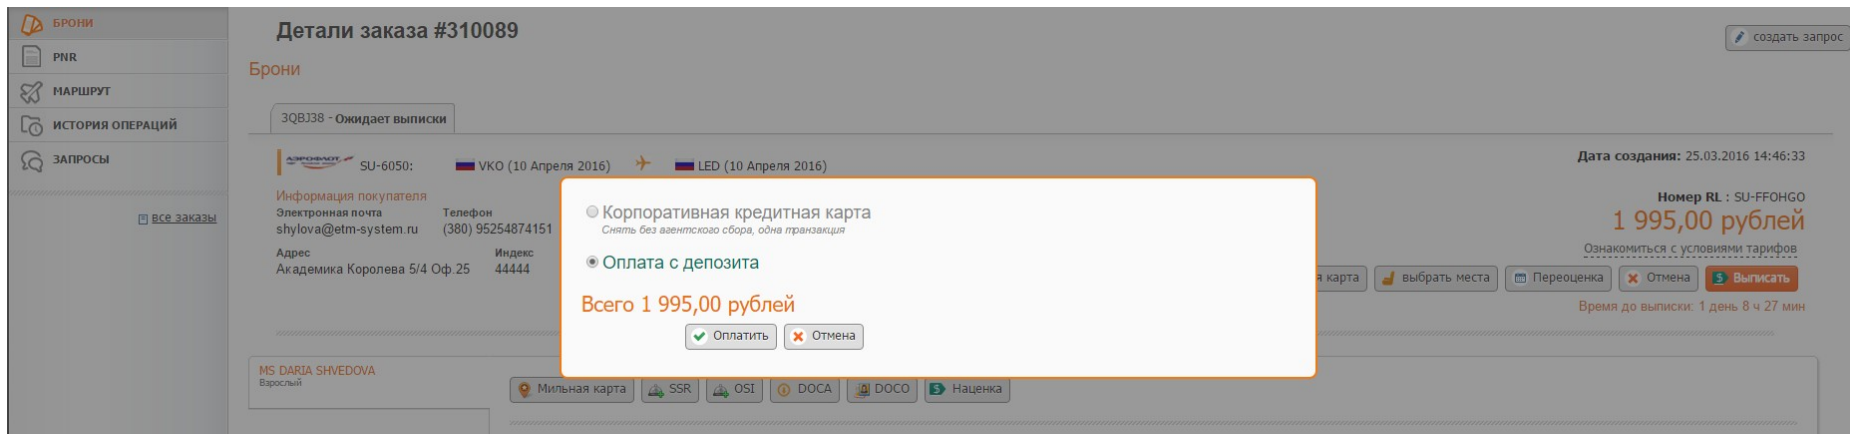 БРОНИ
PNR
МАРШРУТ
ИСТОРИЯ ОПЕРАЦИЙ
ЗАПРОСЫ
все заказы
Детали заказа #310089
создать запрос
Брони
3QBJ38 - Ожидает выписки
АЭРОФЛОТ SU-6050: VKO (10 Апреля 2016) LED (10 Апреля 2016)
Дата создания: 25.03.2016 14:46:33
Информация покупателя
Электронная почта Телефон
shylova@etm-system.ru (380) 95254874151
Адрес Индекс
Академика Королева 5/4 Оф.25 44444
Номер RL : SU-FFOHGO
1 995,00 рублей
Ознакомиться с условиями тарифов
карта выбрать места Переоценка Отмена Выписать
Время до выписки: 1 день 8 ч 27 мин
Корпоративная кредитная карта
Снять без агентского сбора, одна транзакция
Оплата с депозита
Всего 1 995,00 рублей
Оплатить Отмена
MS DARIA SHVEDOVA
Взрослый
Мильная карта SSR OSI DOCA DOCO Наценка